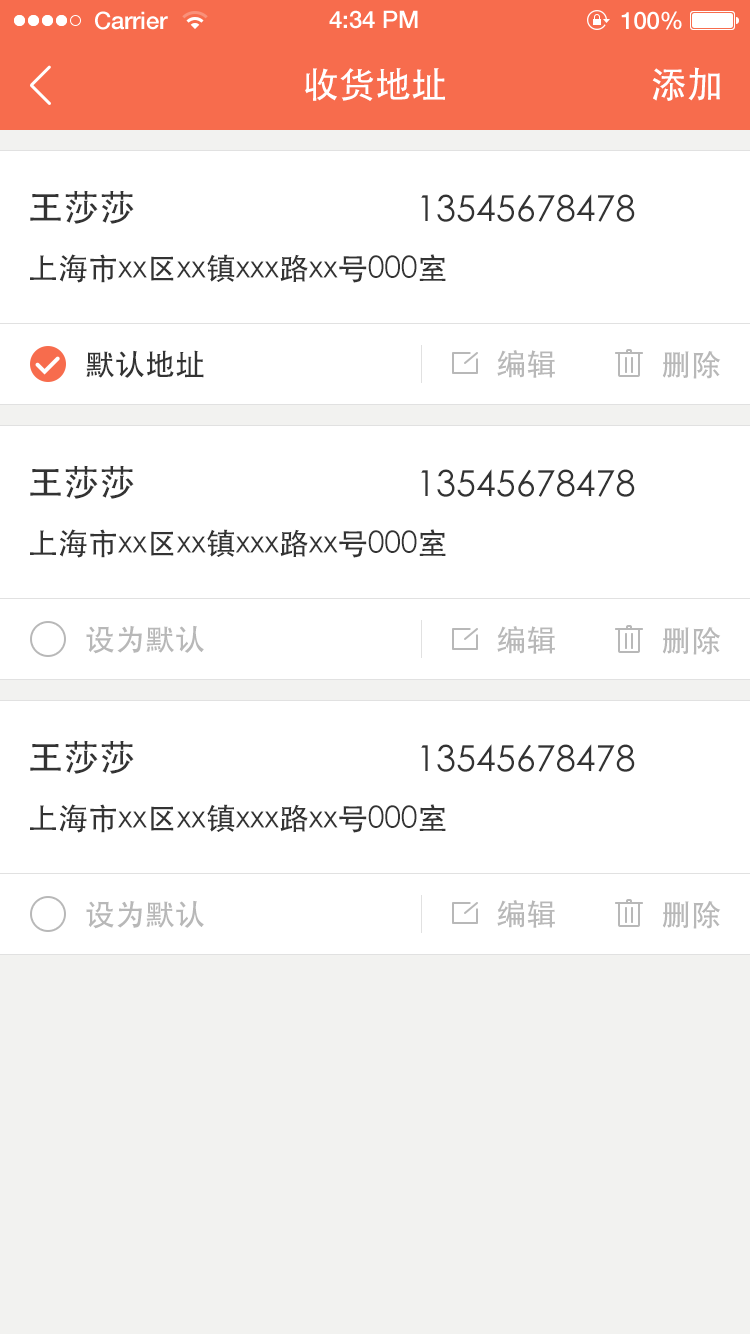 Carrier 4:34 PM 100%
收货地址 添加
王莎莎 13545678478
上海市xx区xx镇xxx路xx号000室
默认地址 编辑 删除
王莎莎 13545678478
上海市xx区xx镇xxx路xx号000室
设为默认 编辑 删除
王莎莎 13545678478
上海市xx区xx镇xxx路xx号000室
设为默认 编辑 删除